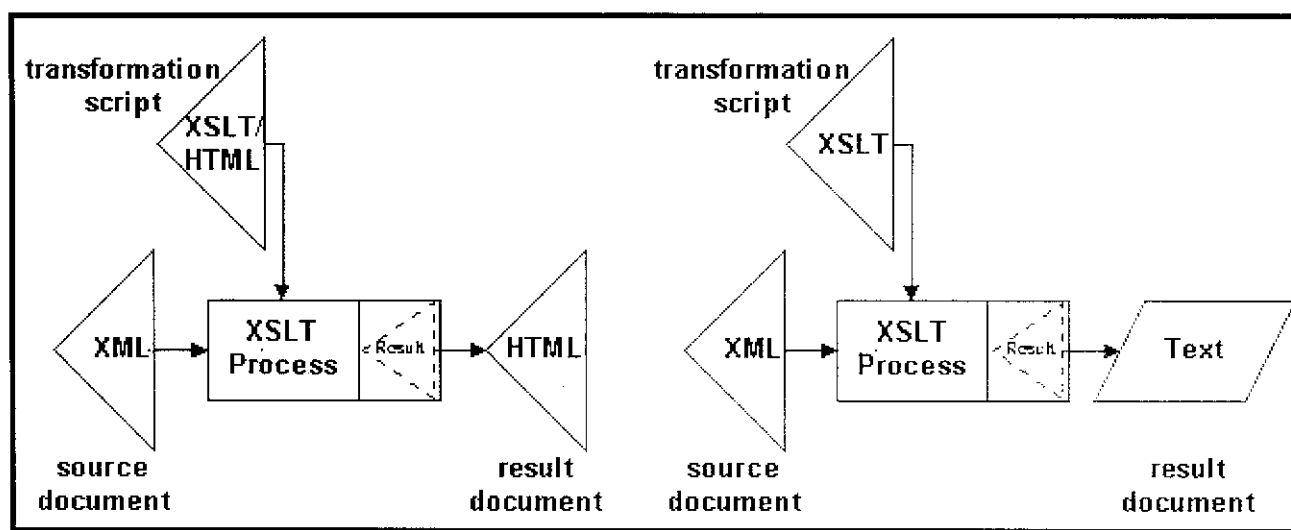 transformation
script
XSLT/
HTML
XML
XSLT
Process
Result
HTML
source
document
result
document
transformation
script
XSLT
XML
XSLT
Process
Result
Text
source
document
result
document